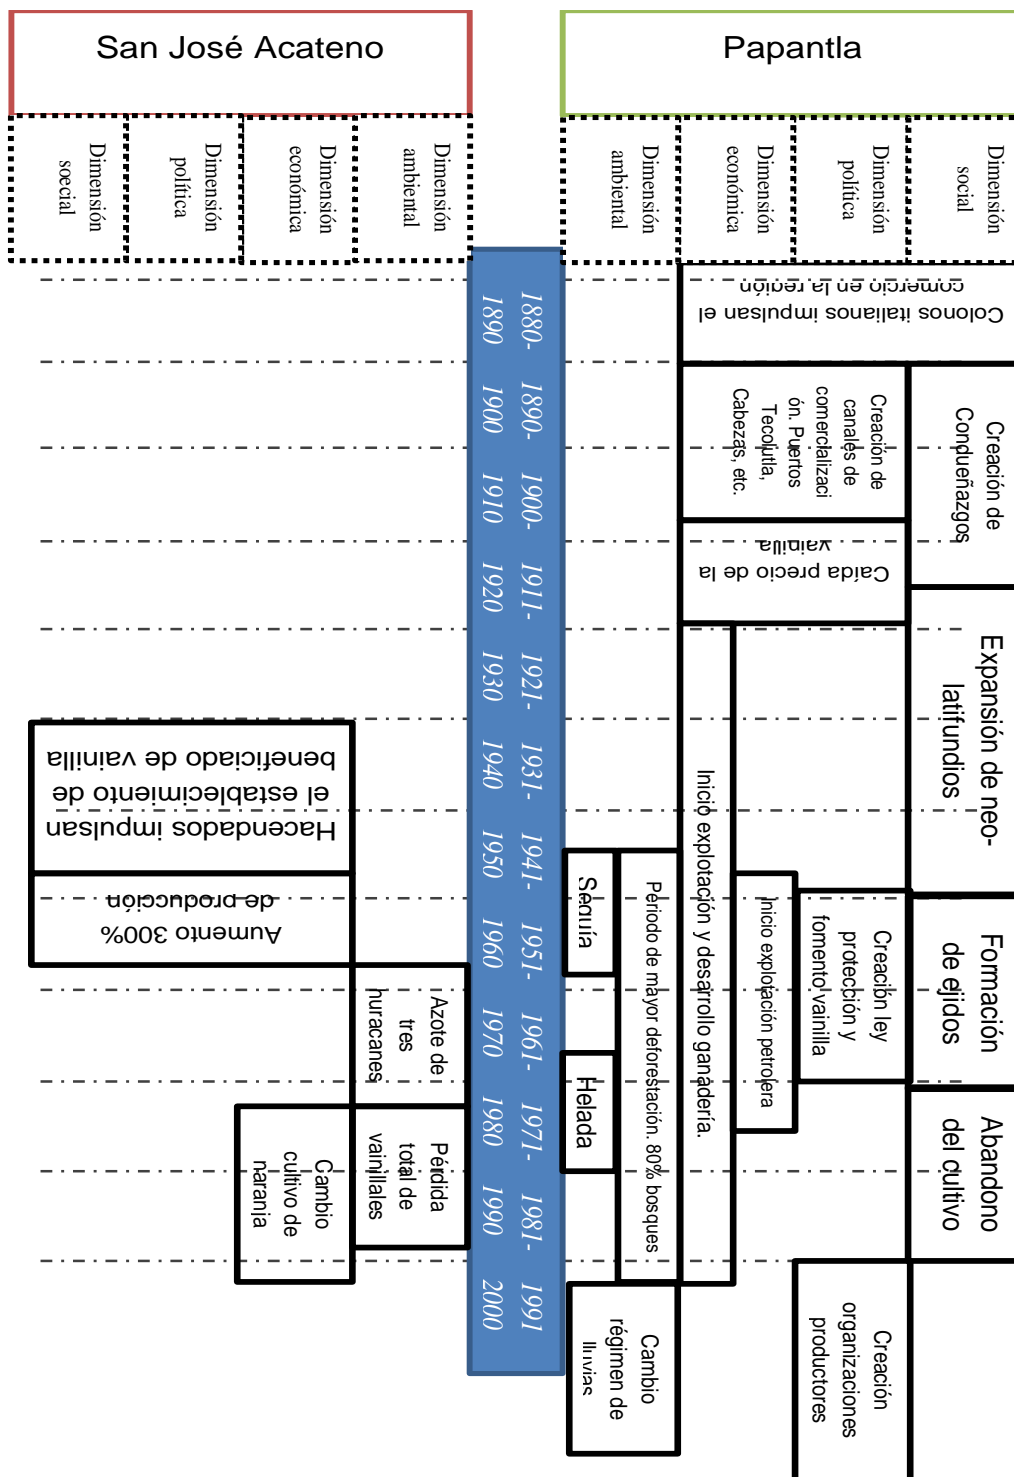 San José Acateno
Papantla
Dimensión
soecial
Dimensión
política
Dimensión
económica
Dimensión
ambiental
Dimensión
ambiental
Dimensión
económica
Dimensión
política
Dimensión
social
1880-
1890
1890-
1900
1900-
1910
1911-
1920
1921-
1930
1931-
1940
1941-
1950
1951-
1960
1961-
1970
1971-
1980
1981-
1990
1991
2000
Colonos italianos impulsan el
comercio en la región
Creación de
Condueñazgos
Creación de
canales de
comercializaci
ón. Puertos
Tecolutla,
Cabezas, etc.
Caída precio de la
vainilla
Expansión de neo-
latifundios
Inicio explotación y desarrollo ganadería.
Inicio explotación petrolera
Creación ley
protección y
fomento vainilla
Formación
de ejidos
Periodo de mayor deforestación. 80% bosques
Sequía
Helada
Abandono
del cultivo
Creación
organizaciones
productores
Cambio
régimen de
lluvias
Hacendados impulsan
el establecimiento de
beneficiado de vainilla
Aumento 300%
de producción
Azote de
tres
huracanes
Pérdida
total de
vainillales
Cambio
cultivo de
naranja